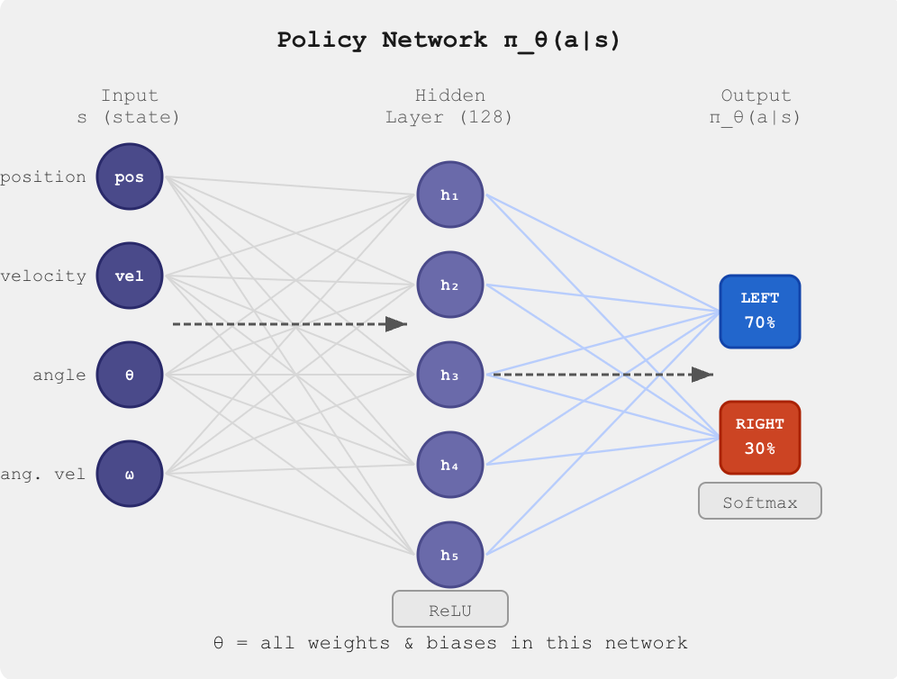 Policy Network π_θ(a|s)
Input
s (state)
Hidden
Layer (128)
Output
π_θ(a|s)
position
pos
velocity
vel
angle
θ
ang. vel
ω
h₁
h₂
h₃
h₄
h₅
ReLU
LEFT
70%
RIGHT
30%
Softmax
θ = all weights & biases in this network